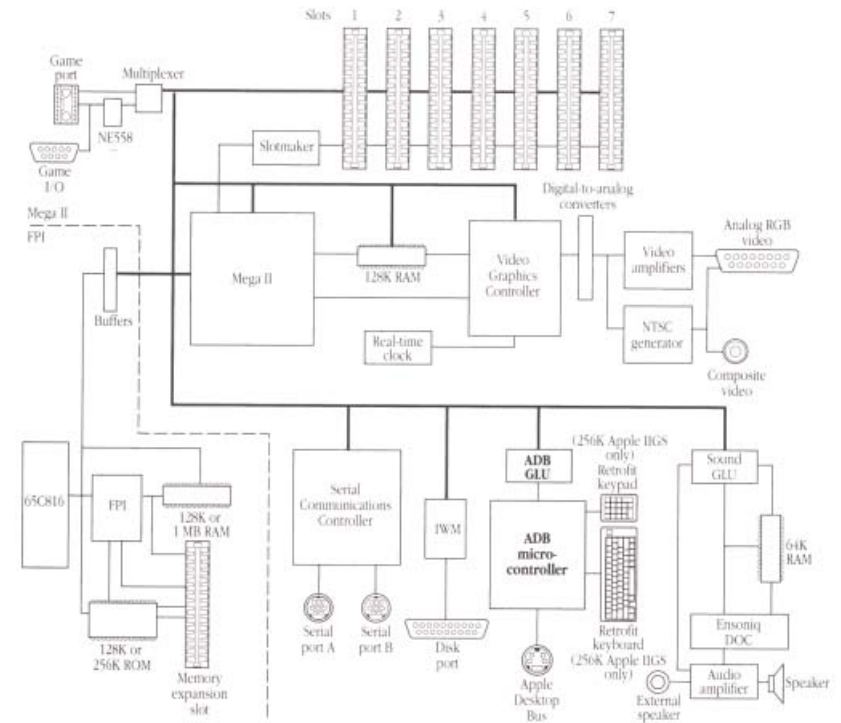 Slots 1 2 3 4 5 6 7
Game
port
Multiplexer
NE558
Game
I/O
Slotmaker
Mega II
FPI
Digital-to-analog
converters
Mega II
128K RAM
Video
Graphics
Controller
Video
amplifiers
Analog RGB
video
Buffers
Real-time
clock
NTSC
generator
Composite
video
65C816
FPI
128K or
1 MB RAM
128K or
256K ROM
Memory
expansion
slot
Serial
Communications
Controller
Serial
port A
Serial
port B
IWM
Disk
port
ADB
GLU
(256K Apple IIGS
only)
Retrofit
keypad
ADB
micro-
controller
Retrofit
keyboard
(256K Apple IIGS
only)
Apple
Desktop
Bus
Sound
GLU
64K
RAM
Ensoniq
DOC
Audio
amplifier
Speaker
External
speaker